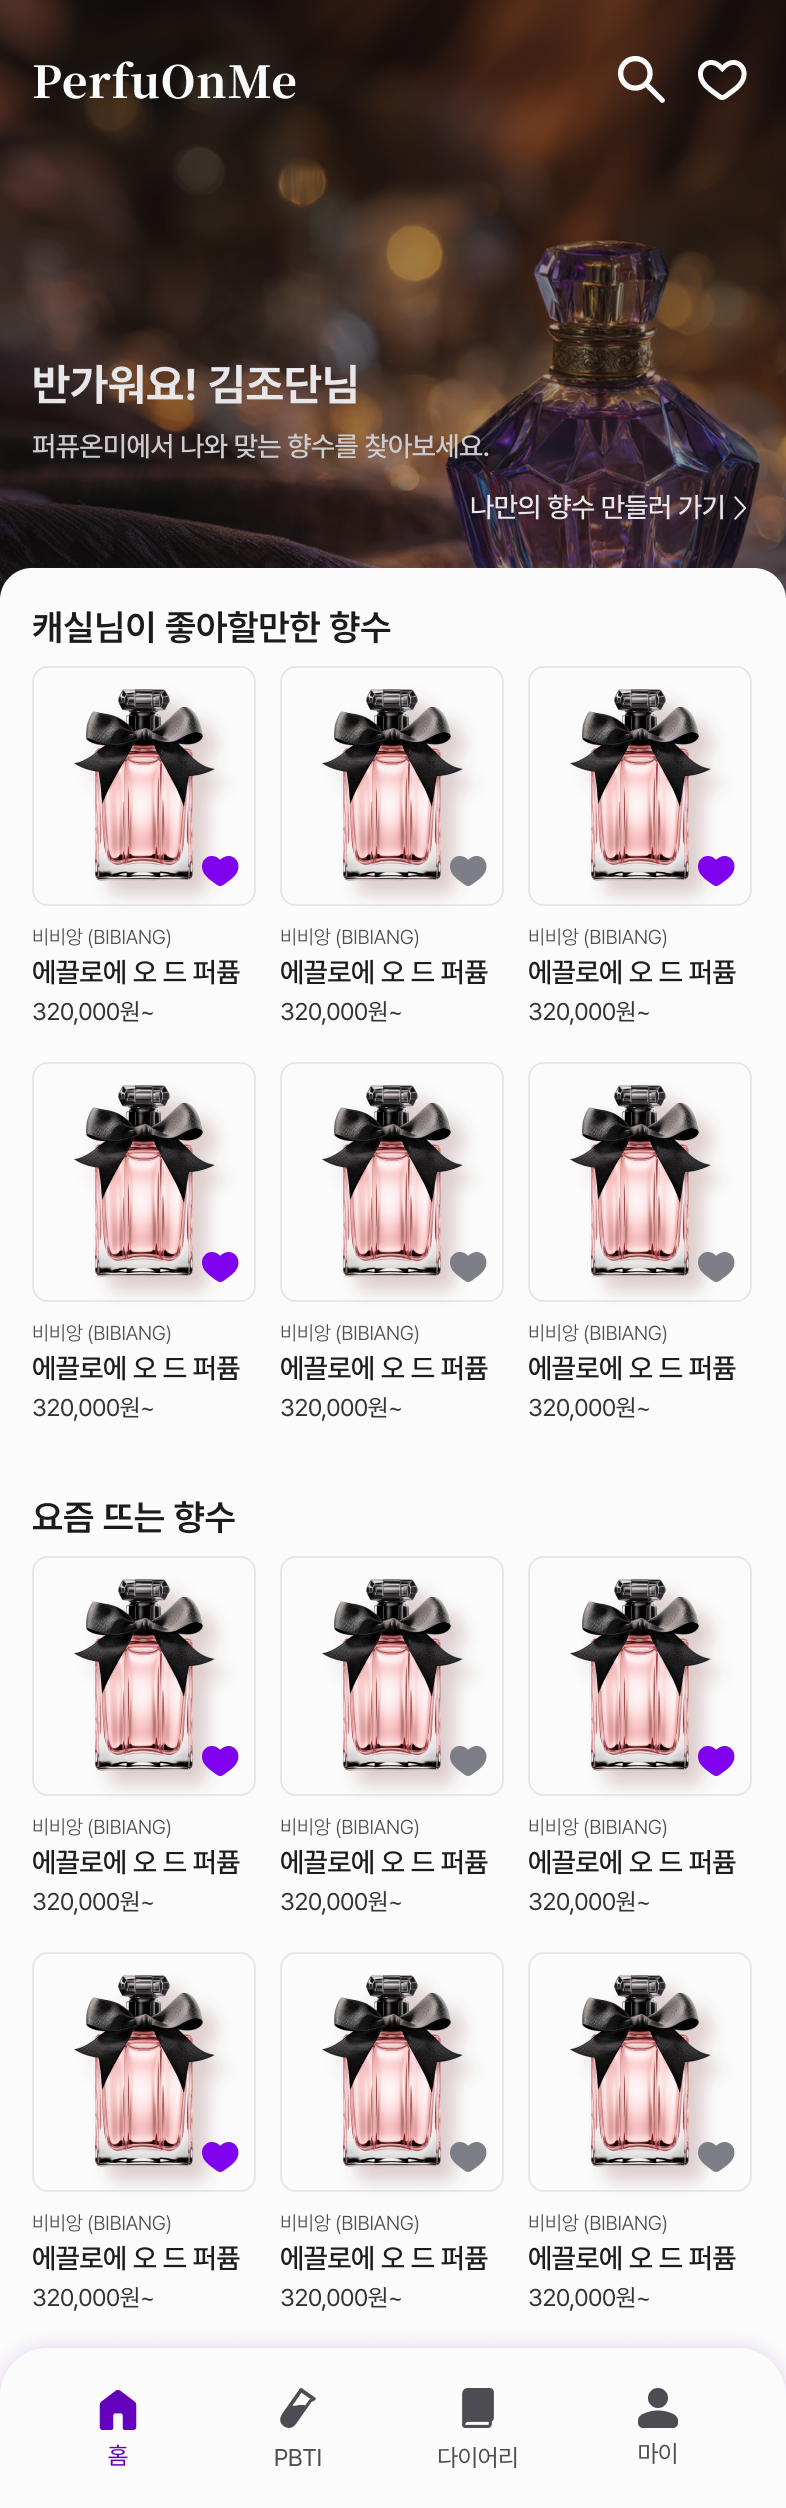 PerfuOnMe
반가워요! 김조단님
퍼퓨온미에서 나와 맞는 향수를 찾아보세요.
나만의 향수 만들러 가기
캐실님이 좋아할만한 향수
비비앙 (BIBIANG) 비비앙 (BIBIANG) 비비앙 (BIBIANG)
에끌로에 오 드 퍼퓸 에끌로에 오 드 퍼퓸 에끌로에 오 드 퍼퓸
320,000원~ 320,000원~ 320,000원~
비비앙 (BIBIANG) 비비앙 (BIBIANG) 비비앙 (BIBIANG)
에끌로에 오 드 퍼퓸 에끌로에 오 드 퍼퓸 에끌로에 오 드 퍼퓸
320,000원~ 320,000원~ 320,000원~
요즘 뜨는 향수
비비앙 (BIBIANG) 비비앙 (BIBIANG) 비비앙 (BIBIANG)
에끌로에 오 드 퍼퓸 에끌로에 오 드 퍼퓸 에끌로에 오 드 퍼퓸
320,000원~ 320,000원~ 320,000원~
비비앙 (BIBIANG) 비비앙 (BIBIANG) 비비앙 (BIBIANG)
에끌로에 오 드 퍼퓸 에끌로에 오 드 퍼퓸 에끌로에 오 드 퍼퓸
320,000원~ 320,000원~ 320,000원~
홈 PBTI 다이어리 마이